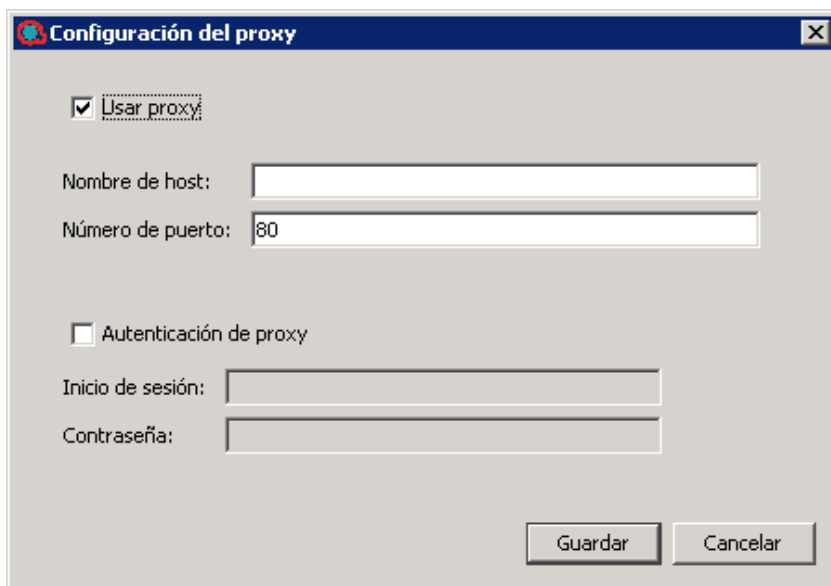 Configuración del proxy
Usar proxy
Nombre de host:
Número de puerto: 80
Autenticación de proxy
Inicio de sesión:
Contraseña:
Guardar Cancelar